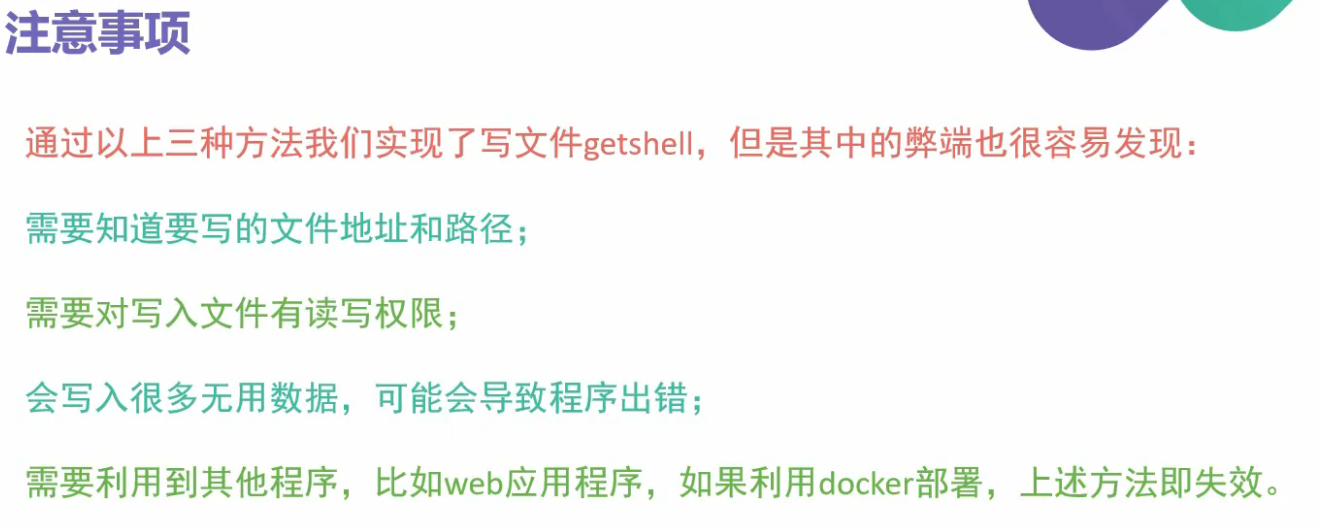 注意事项
通过以上三种方法我们实现了写文件getshell，但是其中的弊端也很容易发现：
需要知道要写的文件地址和路径；
需要对写入文件有读写权限；
会写入很多无用数据，可能会导致程序出错；
需要利用到其他程序，比如web应用程序，如果利用docker部署，上述方法即失效。